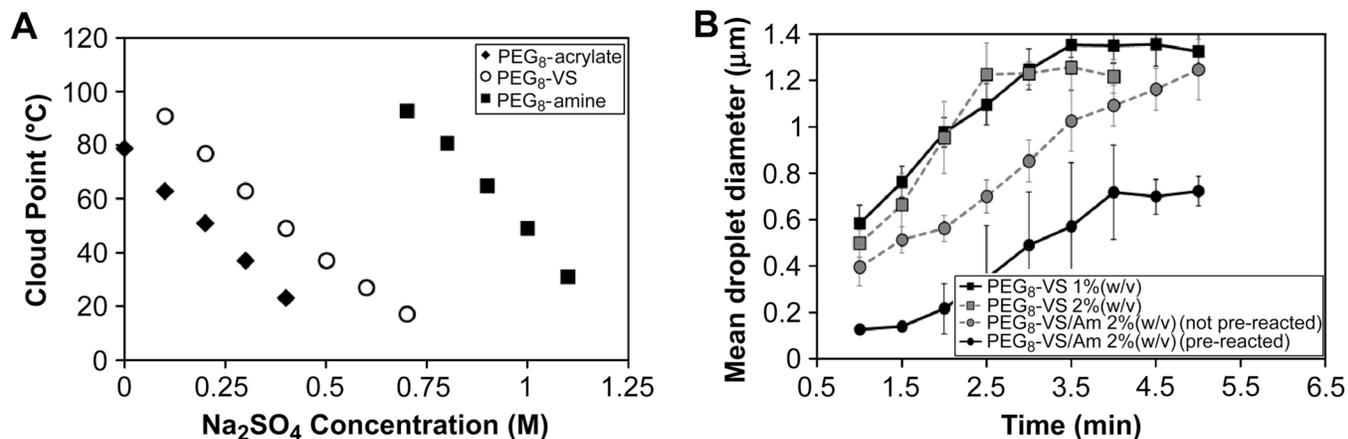 A
120
100
80
60
40
20
0
Cloud Point (ºC)
PEG₈-acrylate
PEG₈-VS
PEG₈-amine
0 0.25 0.5 0.75 1 1.25
Na₂SO₄ Concentration (M)
B
1.4
1.2
1
0.8
0.6
0.4
0.2
0
Mean droplet diameter (μm)
PEG₈-VS 1%(w/v)
PEG₈-VS 2%(w/v)
PEG₈-VS/Am 2%(w/v) (not pre-reacted)
PEG₈-VS/Am 2%(w/v) (pre-reacted)
0.5 1.5 2.5 3.5 4.5 5.5 6.5
Time (min)